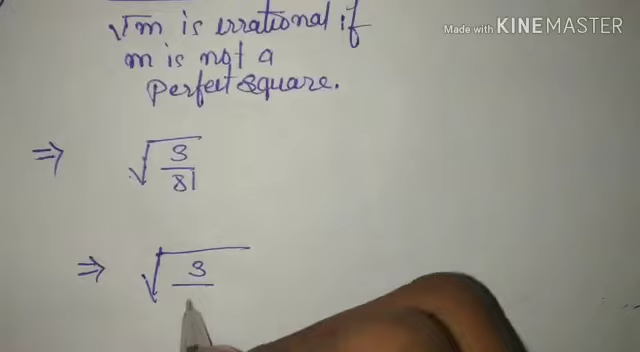 √m is irrational if
Made with KINEMASTER
m is not a
perfect square.
⇒ √(3/81)
⇒ √(3/